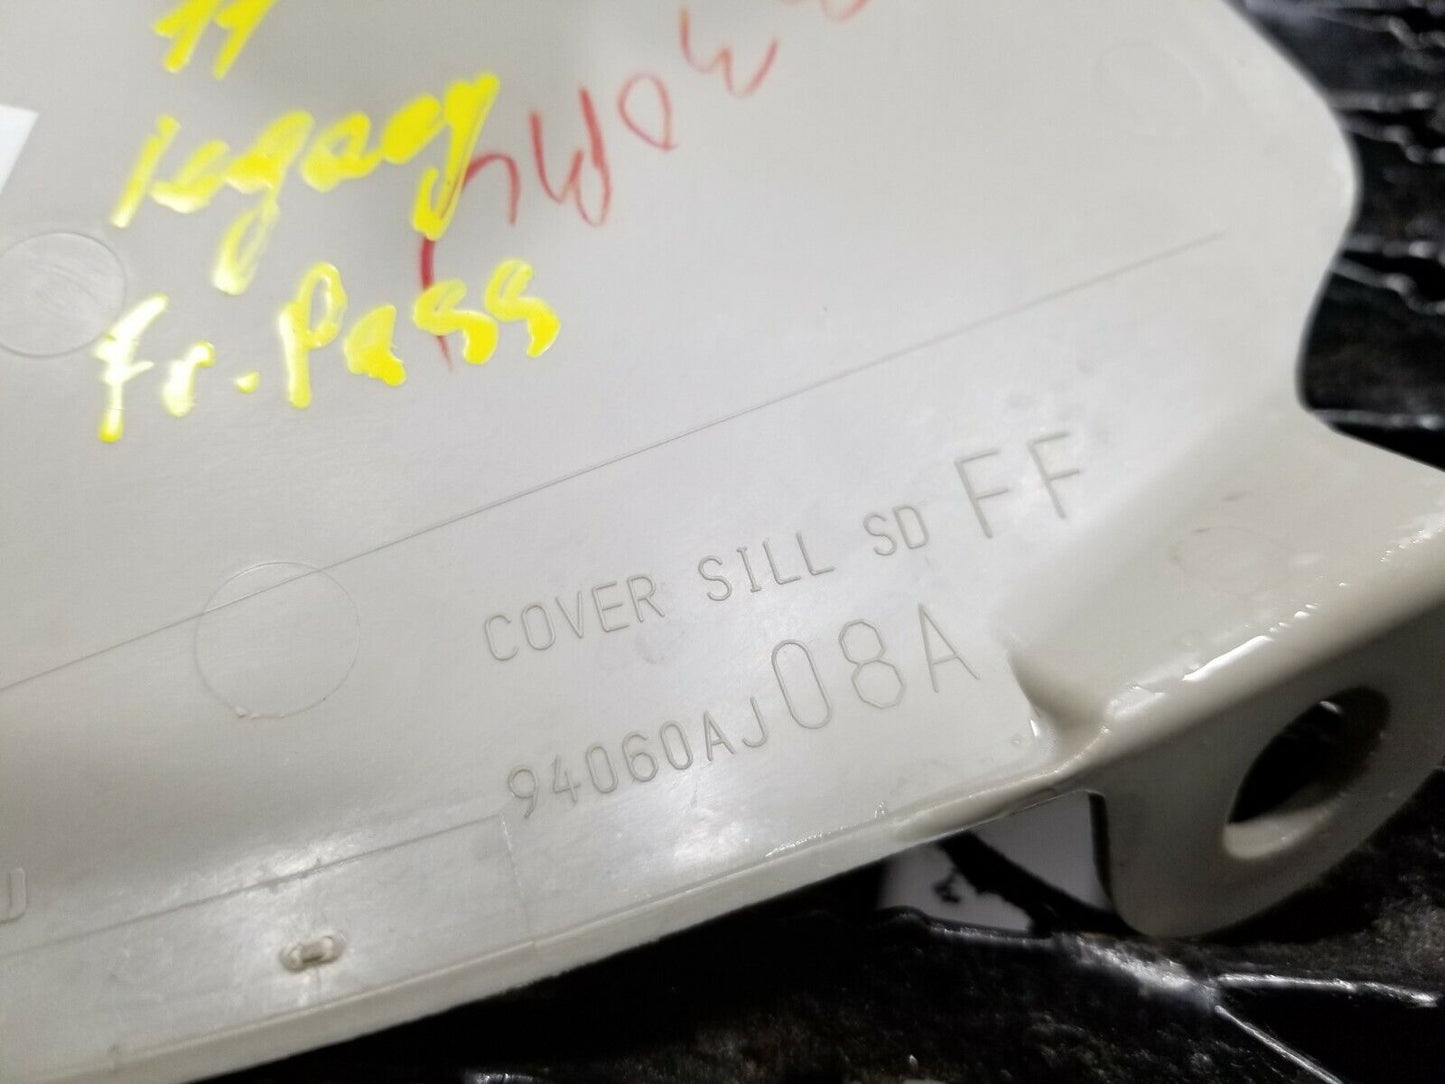 11
legacy
Fr. Pass
COVER SILL SD FF
94060AJ08A